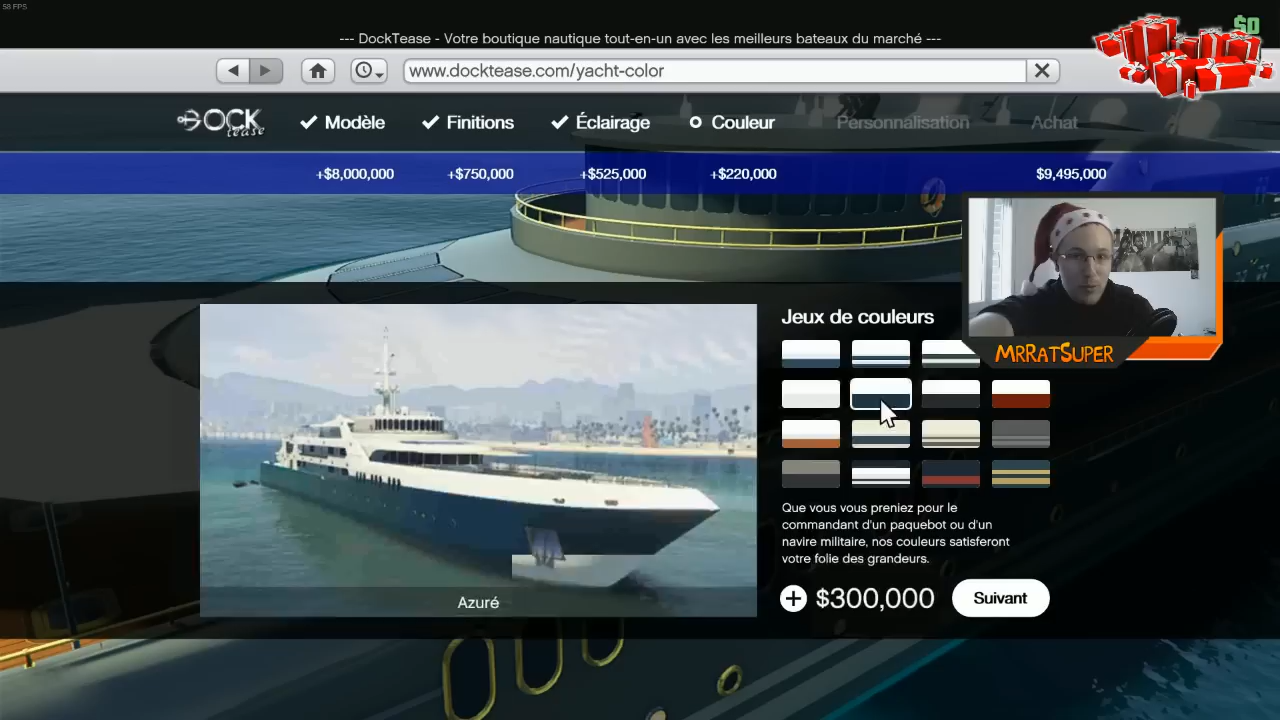 58 FPS
$0
--- DockTease - Votre boutique nautique tout-en-un avec les meilleurs bateaux du marché ---
www.docktease.com/yacht-color
DOCK
tease
Modèle
Finitions
Éclairage
Couleur
Personnalisation
Achat
+$8,000,000
+$750,000
+$525,000
+$220,000
$9,495,000
Jeux de couleurs
MRRATSUPER
Que vous vous preniez pour le
commandant d'un paquebot ou d'un
navire militaire, nos couleurs satisferont
votre folie des grandeurs.
Azuré
$300,000
Suivant